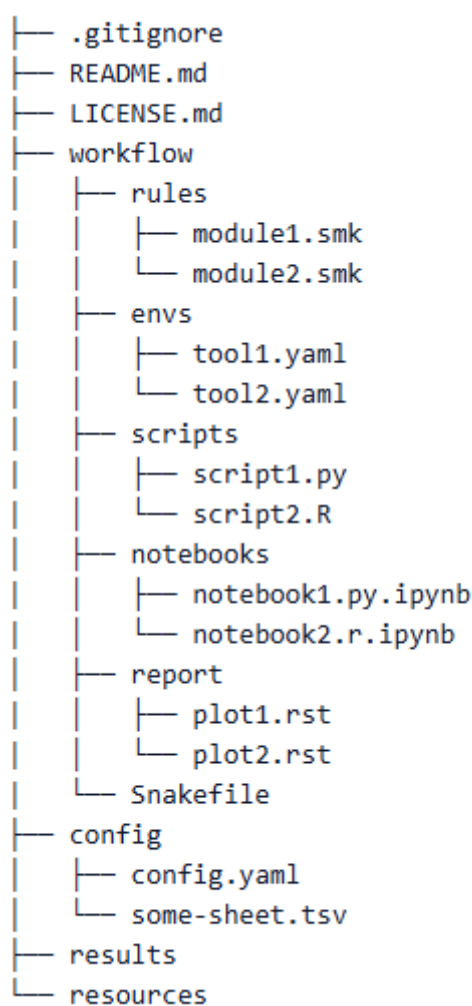 ├── .gitignore
├── README.md
├── LICENSE.md
├── workflow
│   ├── rules
│   │   ├── module1.smk
│   │   └── module2.smk
│   ├── envs
│   │   ├── tool1.yaml
│   │   └── tool2.yaml
│   ├── scripts
│   │   ├── script1.py
│   │   └── script2.R
│   ├── notebooks
│   │   ├── notebook1.py.ipynb
│   │   └── notebook2.r.ipynb
│   ├── report
│   │   ├── plot1.rst
│   │   └── plot2.rst
│   └── Snakefile
├── config
│   ├── config.yaml
│   └── some-sheet.tsv
├── results
└── resources